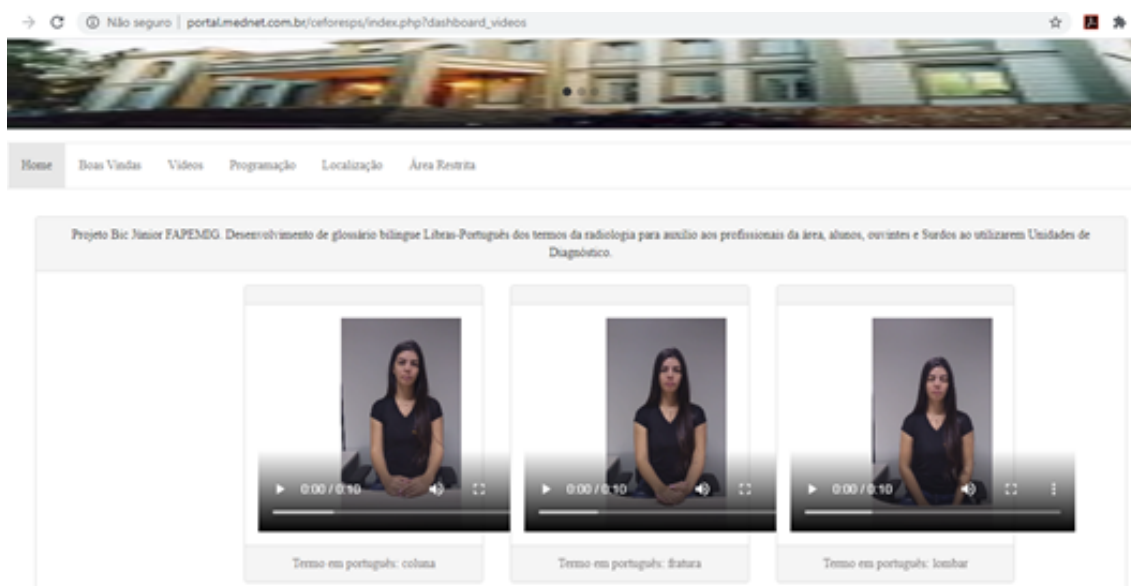 Não seguro | portal.mednet.com.br/ceforesps/index.php?dashboard_videos
Home Boas Vindas Vídeos Programação Localização Área Restrita
Projeto Bic Júnior FAPEMIG. Desenvolvimento de glossário bilingue Libras-Português dos termos da radiologia para auxilio aos profissionais da área, alunos, ouvintes e Surdos ao utilizarem Unidades de
Diagnóstico.
0:00 / 0:10 0:00 / 0:10 0:00 / 0:10
Termo em português: coluna Termo em português: fratura Termo em português: lombar